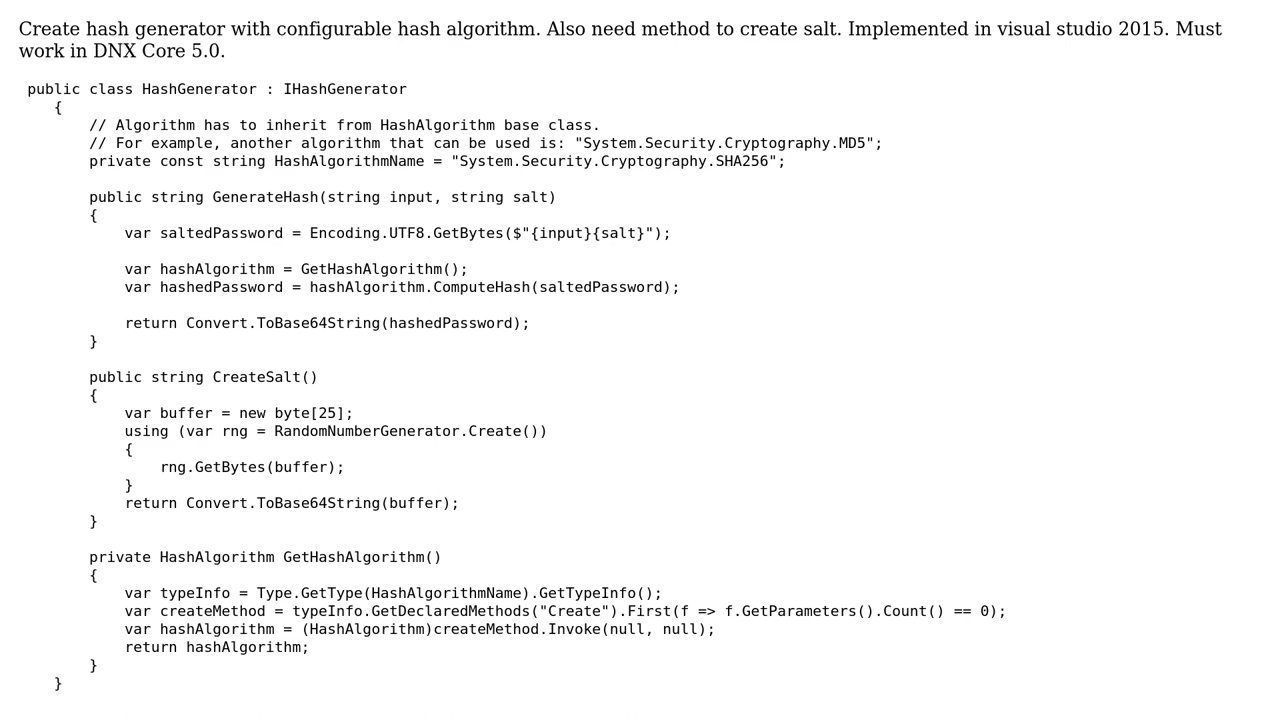 Create hash generator with configurable hash algorithm. Also need method to create salt. Implemented in visual studio 2015. Must
work in DNX Core 5.0.
public class HashGenerator : IHashGenerator
{
// Algorithm has to inherit from HashAlgorithm base class.
// For example, another algorithm that can be used is: "System.Security.Cryptography.MD5";
private const string HashAlgorithmName = "System.Security.Cryptography.SHA256";
public string GenerateHash(string input, string salt)
{
var saltedPassword = Encoding.UTF8.GetBytes($"{input}{salt}");
var hashAlgorithm = GetHashAlgorithm();
var hashedPassword = hashAlgorithm.ComputeHash(saltedPassword);
return Convert.ToBase64String(hashedPassword);
}
public string CreateSalt()
{
var buffer = new byte[25];
using (var rng = RandomNumberGenerator.Create())
{
rng.GetBytes(buffer);
}
return Convert.ToBase64String(buffer);
}
private HashAlgorithm GetHashAlgorithm()
{
var typeInfo = Type.GetType(HashAlgorithmName).GetTypeInfo();
var createMethod = typeInfo.GetDeclaredMethods("Create").First(f => f.GetParameters().Count() == 0);
var hashAlgorithm = (HashAlgorithm)createMethod.Invoke(null, null);
return hashAlgorithm;
}
}